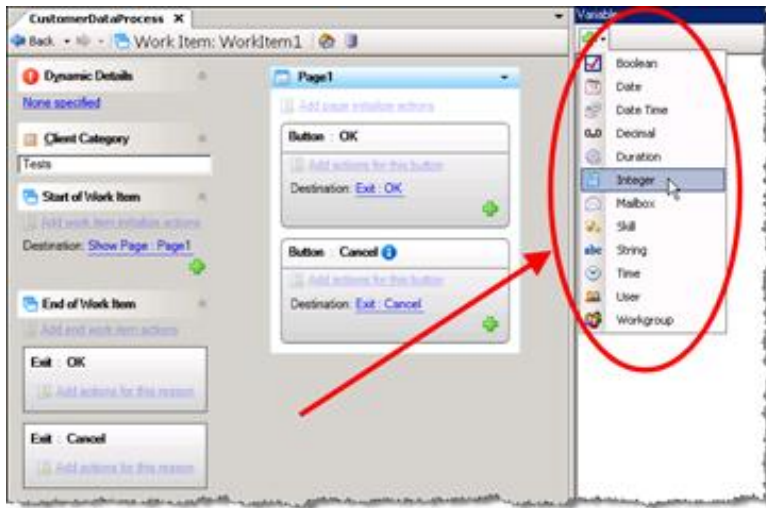 CustomerDataProcess
Back
Work Item: WorkItem1
Dynamic Details
None specified
Client Category
Tests
Start of Work Item
Add work item initialize actions
Destination: Show Page : Page1
End of Work Item
Add end work item actions
Exit : OK
Add actions for this reason
Exit : Cancel
Add actions for this reason
Page1
Add page initialize actions
Button : OK
Add actions for this button
Destination: Exit : OK
Button : Cancel
Add actions for this button
Destination: Exit : Cancel
Boolean
Date
Date Time
0.0 Decimal
Duration
Integer
Mailbox
Skill
abc String
Time
User
Workgroup